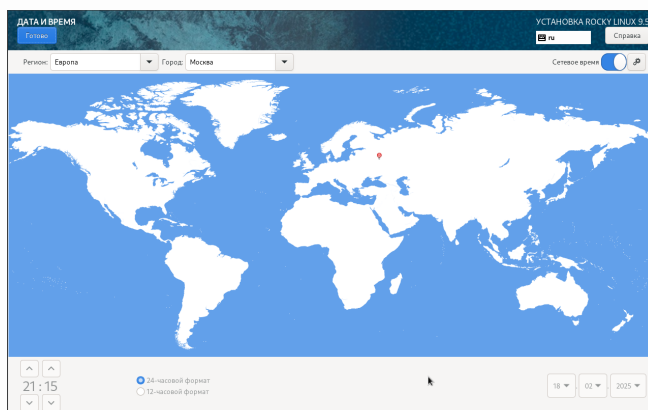 ДАТА И ВРЕМЯ
УСТАНОВКА ROCKY LINUX 9.5
Готово
ru
Справка
Регион: Европа Город: Москва Сетевое время
21:15
24-часовой формат
12-часовой формат
18 02 2025